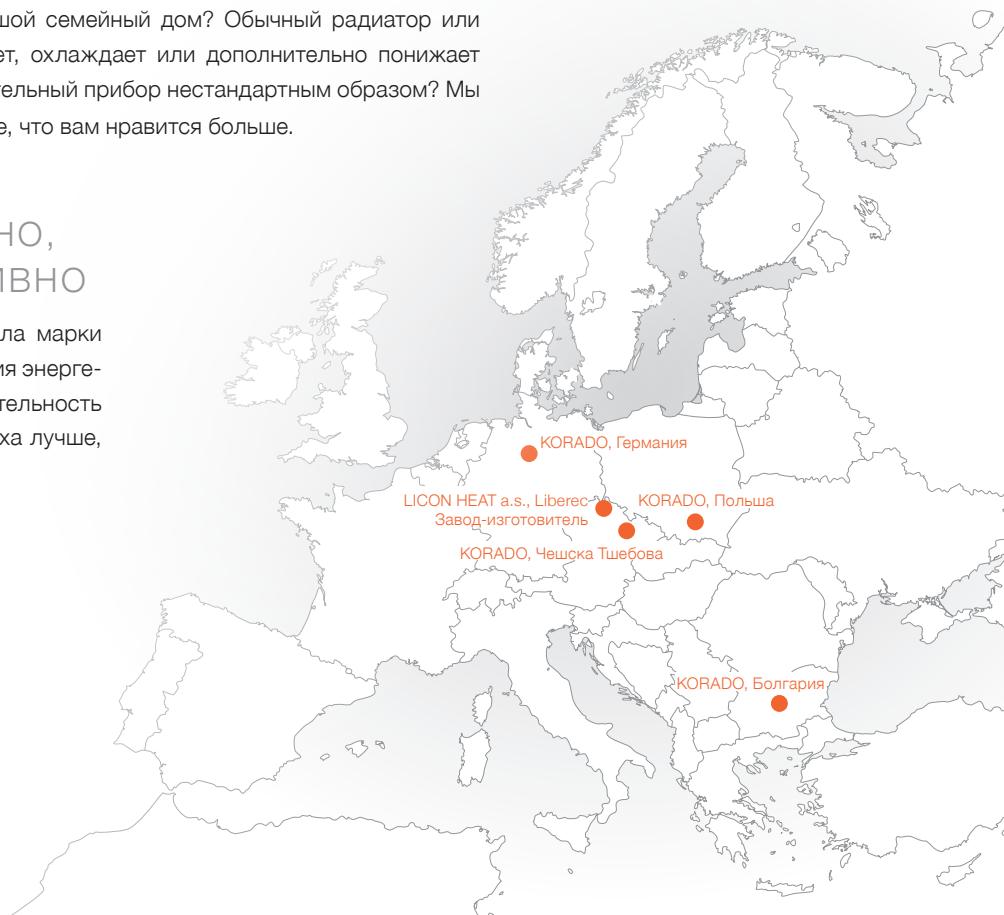 шой семейный дом? Обычный радиатор или
ет, охлаждает или дополнительно понижает
тельный прибор нестандартным образом? Мы
е, что вам нравится больше.
НО,
ИВНО
ла марки
ия энерге-
тельность
ха лучше,
KORADO, Германия
LICON HEAT a.s., Liberec
Завод-изготовитель
KORADO, Польша
KORADO, Чешска Тшебова
KORADO, Болгария